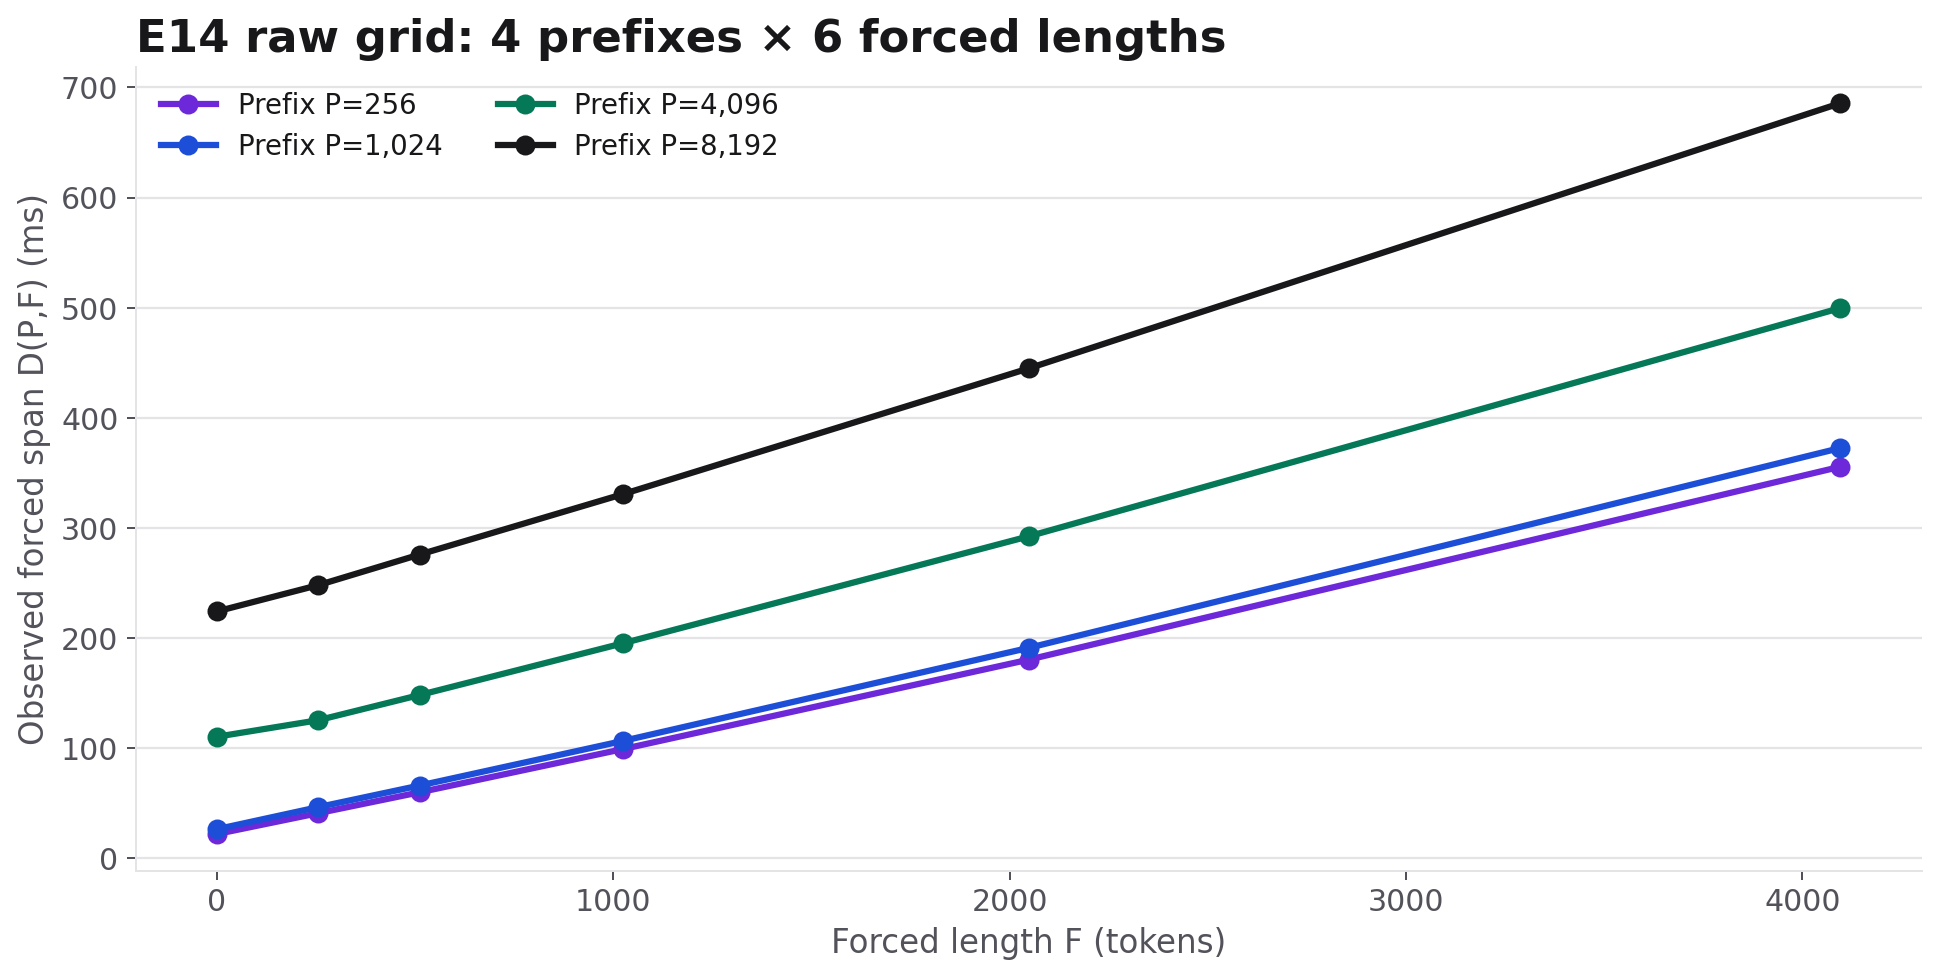 E14 raw grid: 4 prefixes × 6 forced lengths
Prefix P=256
Prefix P=1,024
Prefix P=4,096
Prefix P=8,192
Observed forced span D(P,F) (ms)
700
600
500
400
300
200
100
0
0
1000
2000
3000
4000
Forced length F (tokens)